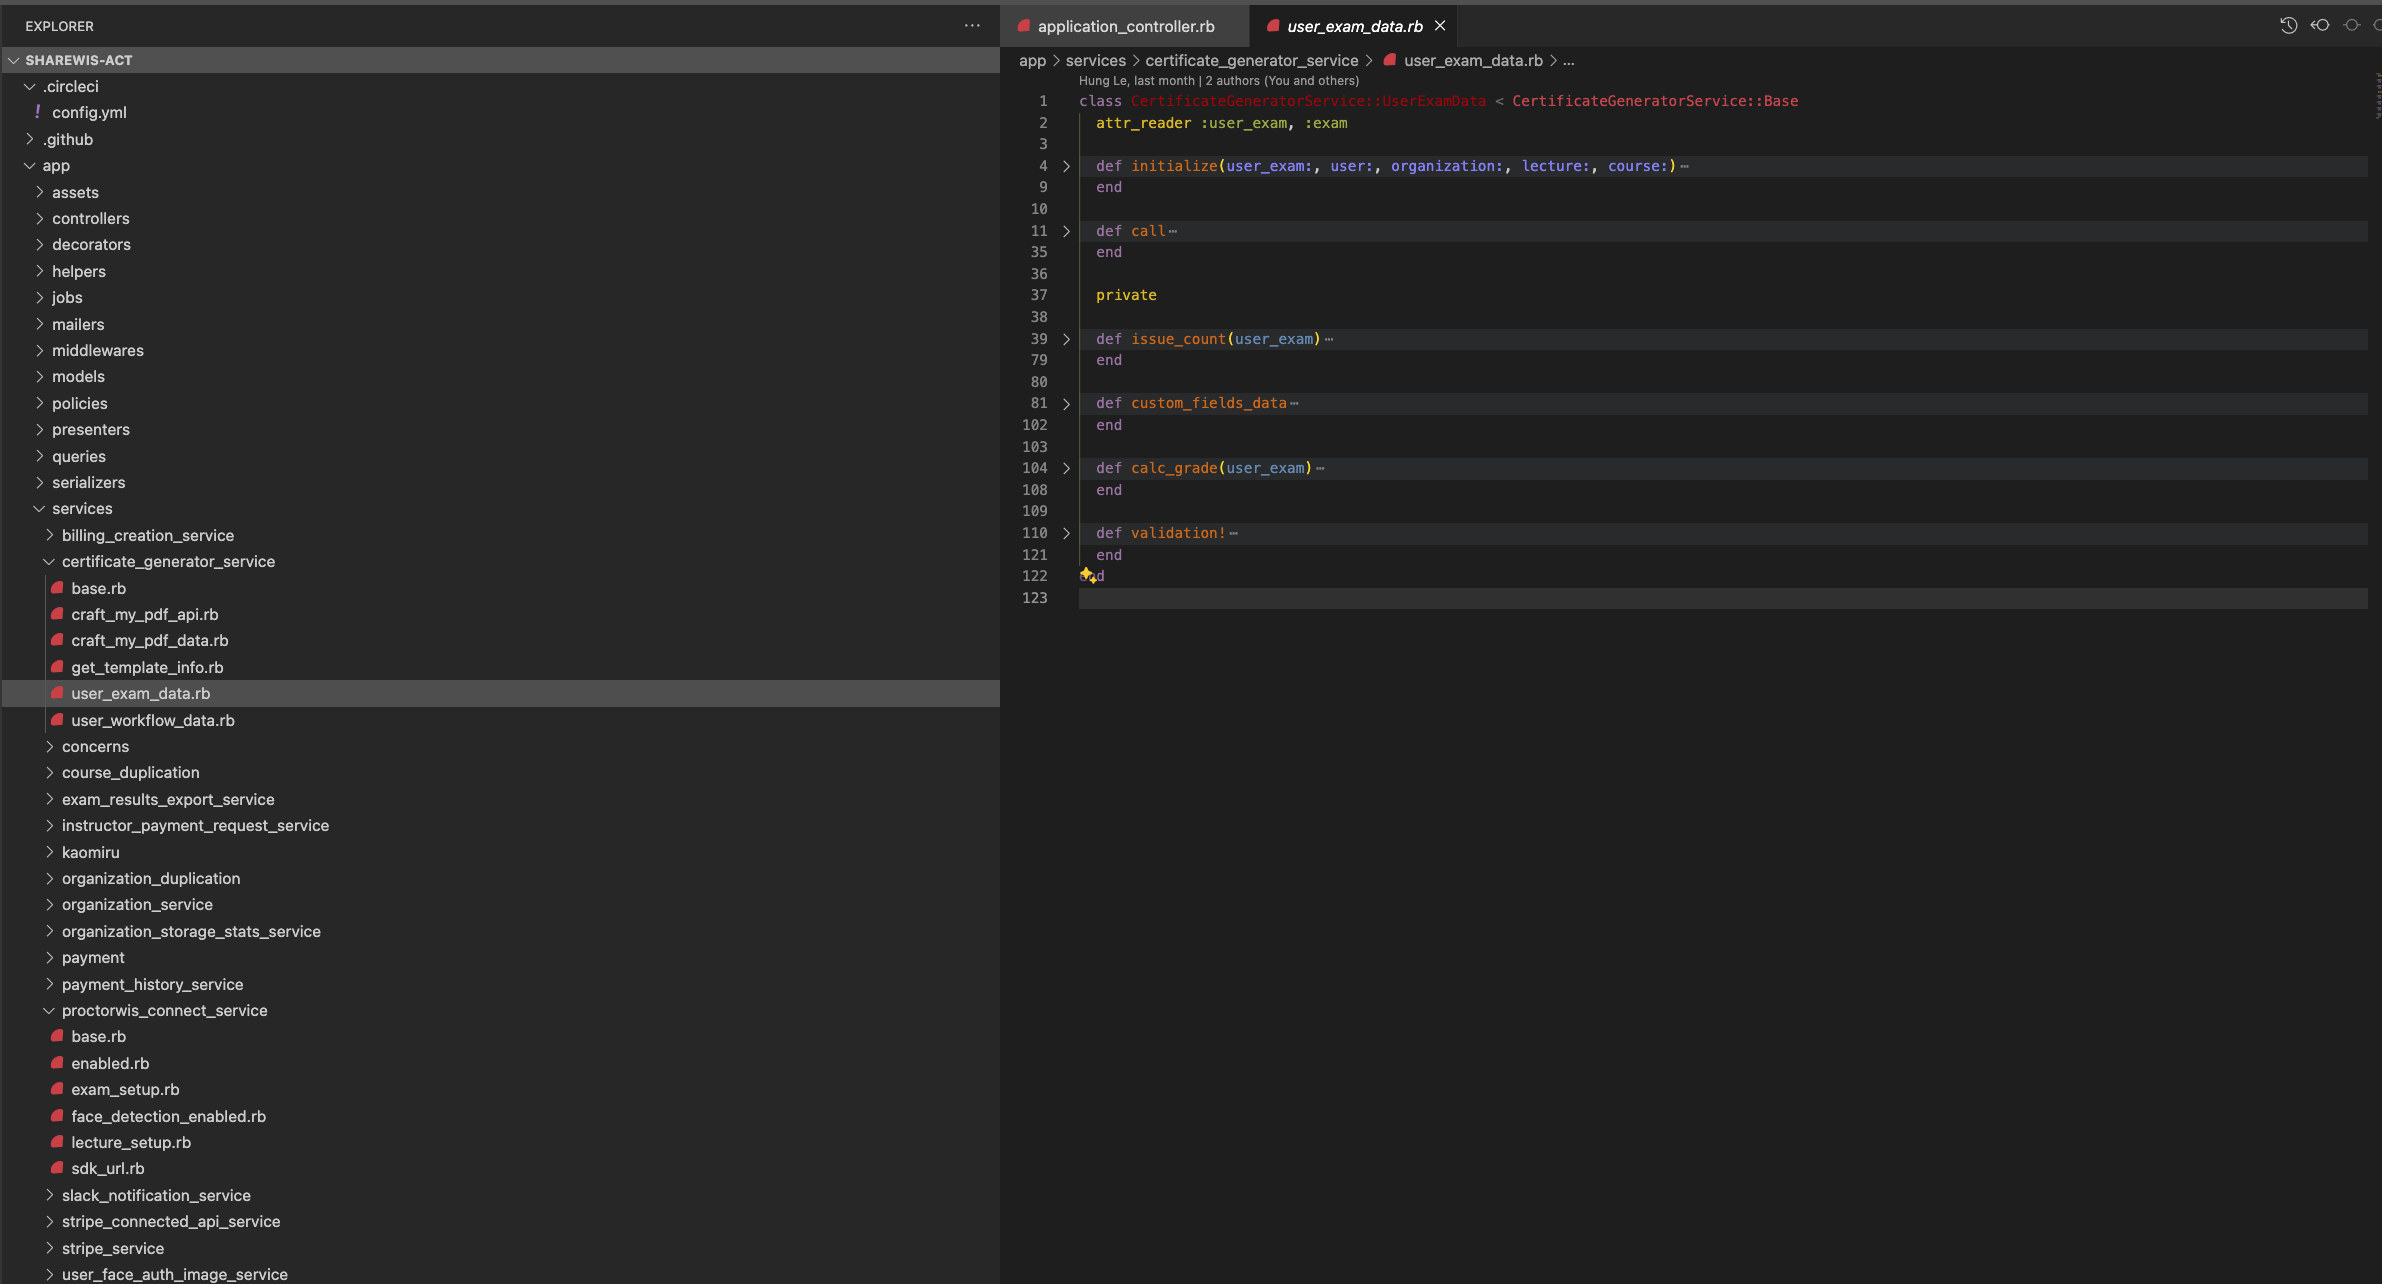 EXPLORER
SHAREWIS-ACT
.circleci
! config.yml
.github
app
assets
controllers
decorators
helpers
jobs
mailers
middlewares
models
policies
presenters
queries
serializers
services
billing_creation_service
certificate_generator_service
base.rb
craft_my_pdf_api.rb
craft_my_pdf_data.rb
get_template_info.rb
user_exam_data.rb
user_workflow_data.rb
concerns
course_duplication
exam_results_export_service
instructor_payment_request_service
kaomiru
organization_duplication
organization_service
organization_storage_stats_service
payment
payment_history_service
proctorwis_connect_service
base.rb
enabled.rb
exam_setup.rb
face_detection_enabled.rb
lecture_setup.rb
sdk_url.rb
slack_notification_service
stripe_connected_api_service
stripe_service
user_face_auth_image_service
application_controller.rb
user_exam_data.rb
app > services > certificate_generator_service > user_exam_data.rb > ...
Hung Le, last month | 2 authors (You and others)
1 class CertificateGeneratorService::UserExamData < CertificateGeneratorService::Base
2 attr_reader :user_exam, :exam
3
4 def initialize(user_exam:, user:, organization:, lecture:, course:)…
9 end
10
11 def call…
35 end
36
37 private
38
39 def issue_count(user_exam)…
79 end
80
81 def custom_fields_data…
102 end
103
104 def calc_grade(user_exam)…
108 end
109
110 def validation!…
121 end
122 end
123